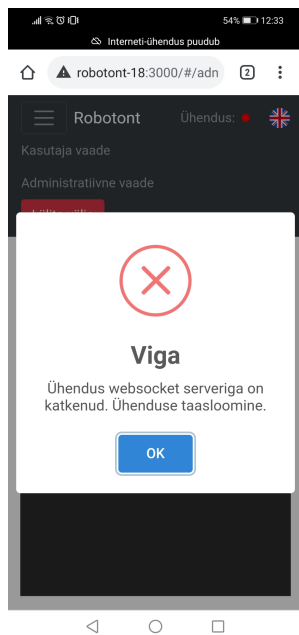 54% 12:33
Interneti-ühendus puudub
robotont-18:3000/#/adn 2
Robotont Ühendus:
Kasutaja vaade
Administratiivne vaade
Viga
Ühendus websocket serveriga on
katkenud. Ühenduse taasloomine.
OK